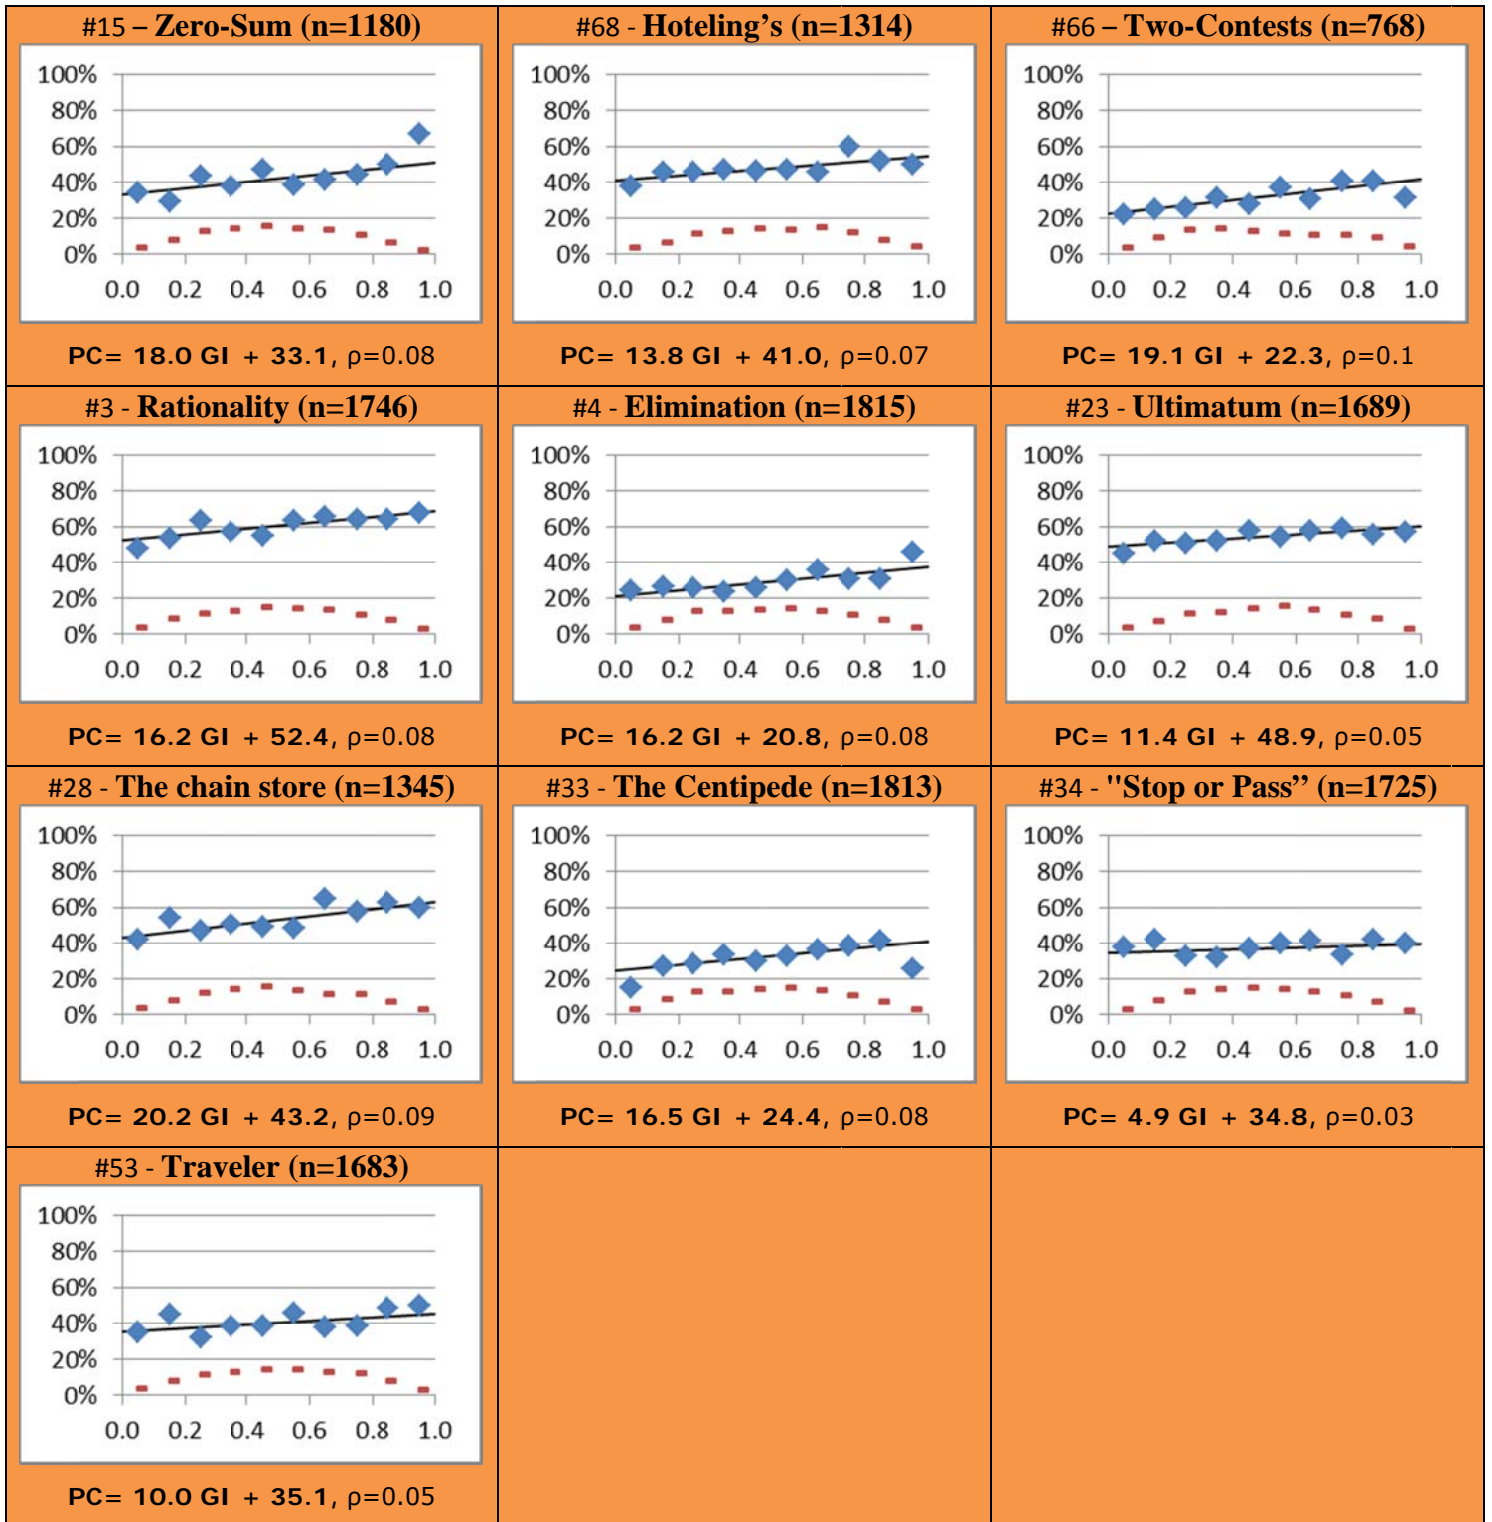 #15 – Zero-Sum (n=1180)
100%
80%
60%
40%
20%
0%
0.0 0.2 0.4 0.6 0.8 1.0
PC= 18.0 GI + 33.1, ρ=0.08
#68 - Hoteling's (n=1314)
100%
80%
60%
40%
20%
0%
0.0 0.2 0.4 0.6 0.8 1.0
PC= 13.8 GI + 41.0, ρ=0.07
#66 – Two-Contests (n=768)
100%
80%
60%
40%
20%
0%
0.0 0.2 0.4 0.6 0.8 1.0
PC= 19.1 GI + 22.3, ρ=0.1
#3 - Rationality (n=1746)
100%
80%
60%
40%
20%
0%
0.0 0.2 0.4 0.6 0.8 1.0
PC= 16.2 GI + 52.4, ρ=0.08
#4 - Elimination (n=1815)
100%
80%
60%
40%
20%
0%
0.0 0.2 0.4 0.6 0.8 1.0
PC= 16.2 GI + 20.8, ρ=0.08
#23 - Ultimatum (n=1689)
100%
80%
60%
40%
20%
0%
0.0 0.2 0.4 0.6 0.8 1.0
PC= 11.4 GI + 48.9, ρ=0.05
#28 - The chain store (n=1345)
100%
80%
60%
40%
20%
0%
0.0 0.2 0.4 0.6 0.8 1.0
PC= 20.2 GI + 43.2, ρ=0.09
#33 - The Centipede (n=1813)
100%
80%
60%
40%
20%
0%
0.0 0.2 0.4 0.6 0.8 1.0
PC= 16.5 GI + 24.4, ρ=0.08
#34 - "Stop or Pass” (n=1725)
100%
80%
60%
40%
20%
0%
0.0 0.2 0.4 0.6 0.8 1.0
PC= 4.9 GI + 34.8, ρ=0.03
#53 - Traveler (n=1683)
100%
80%
60%
40%
20%
0%
0.0 0.2 0.4 0.6 0.8 1.0
PC= 10.0 GI + 35.1, ρ=0.05